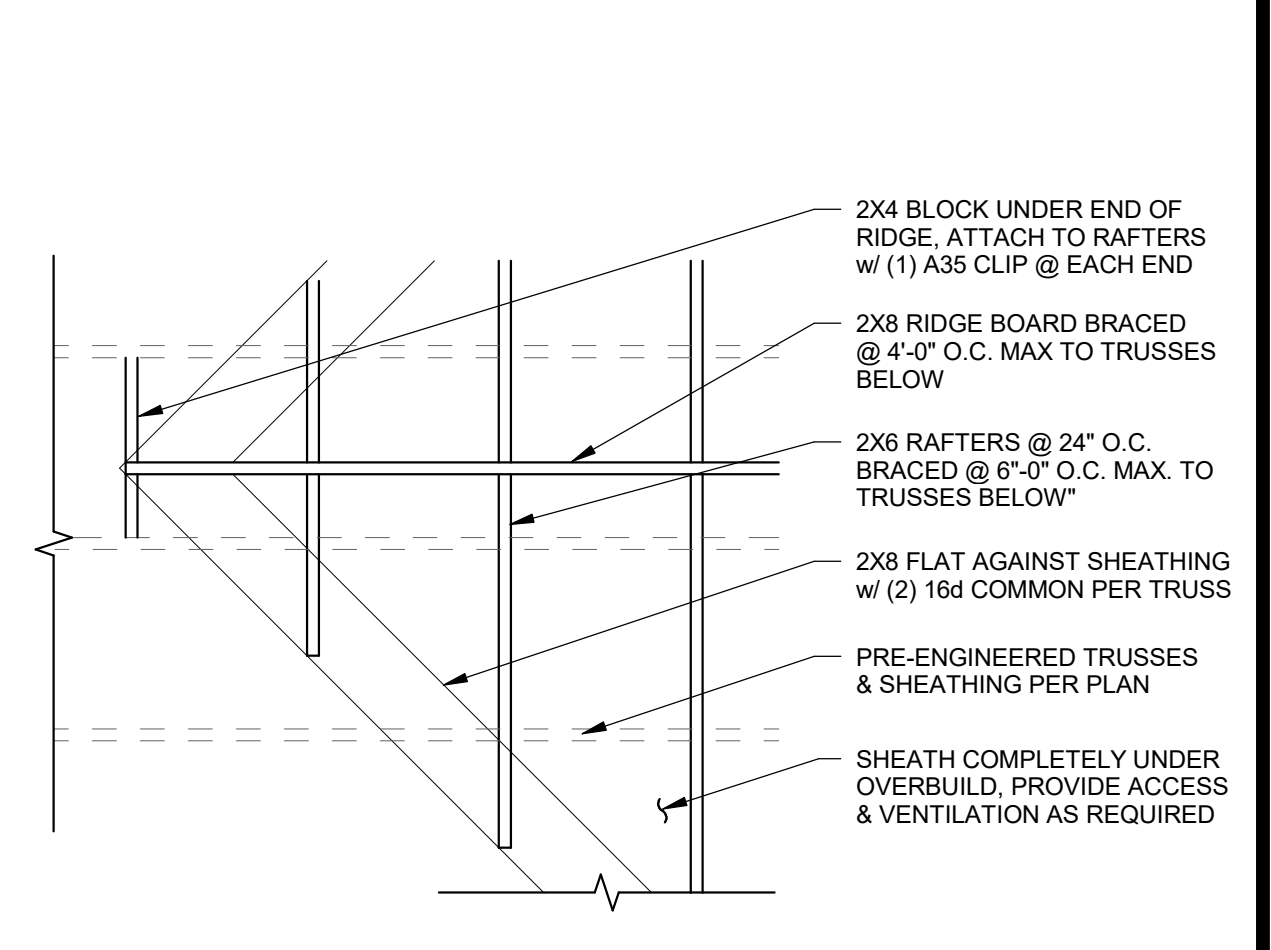 2X4 BLOCK UNDER END OF
RIDGE, ATTACH TO RAFTERS
w/ (1) A35 CLIP @ EACH END
2X8 RIDGE BOARD BRACED
@ 4'-0" O.C. MAX TO TRUSSES
BELOW
2X6 RAFTERS @ 24" O.C.
BRACED @ 6"-0" O.C. MAX. TO
TRUSSES BELOW"
2X8 FLAT AGAINST SHEATHING
w/ (2) 16d COMMON PER TRUSS
PRE-ENGINEERED TRUSSES
& SHEATHING PER PLAN
SHEATH COMPLETELY UNDER
OVERBUILD, PROVIDE ACCESS
& VENTILATION AS REQUIRED